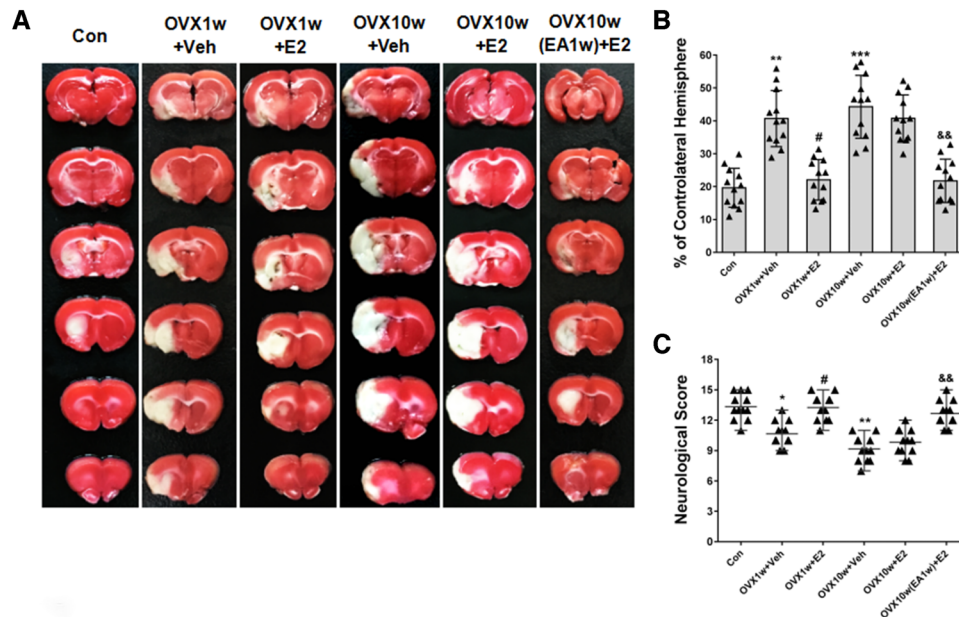 A
Con
OVX1w
+Veh
OVX1w
+E2
OVX10w
+Veh
OVX10w
+E2
OVX10w
(EA1w)+E2
B
% of Controlateral Hemisphere
60
50
40
30
20
10
0
**
#
***
&&
Con
OVX1w+Veh
OVX1w+E2
OVX10w+Veh
OVX10w+E2
OVX10w(EA1w)+E2
C
Neurological Score
18
15
12
9
6
3
0
*
#
**
&&
Con
OVX1w+Veh
OVX1w+E2
OVX10w+Veh
OVX10w+E2
OVX10w(EA1w)+E2